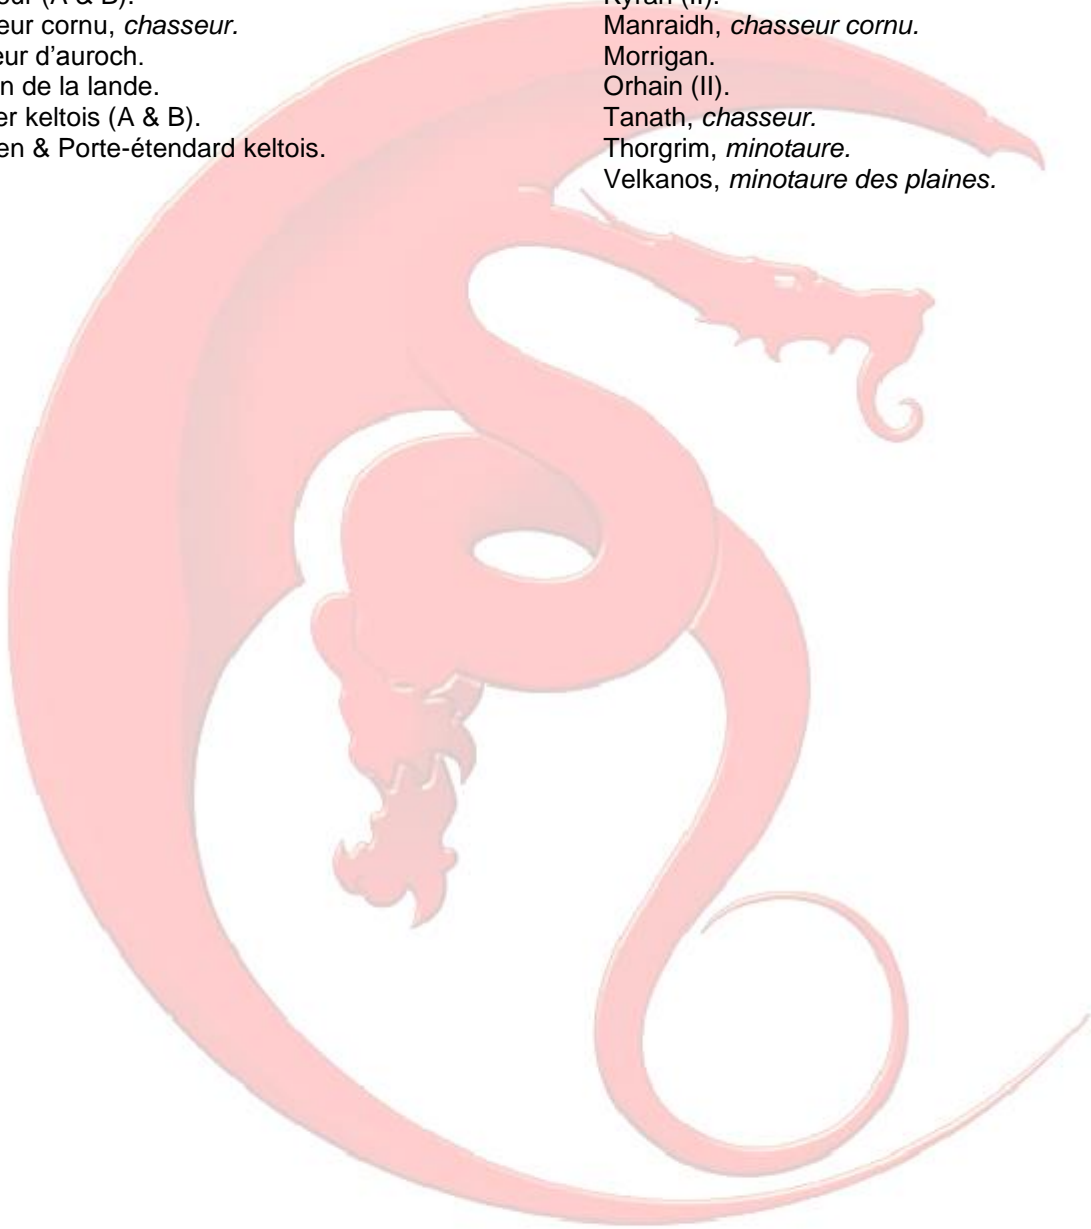 eur cornu, chasseur.
eur d'auroch.
n de la lande.
er keltois (A & B).
en & Porte-étendard keltois.
Manraidh, chasseur cornu.
Morrigan.
Orhain (II).
Tanath, chasseur.
Thorgrim, minotaure.
Velkanos, minotaure des plaines.